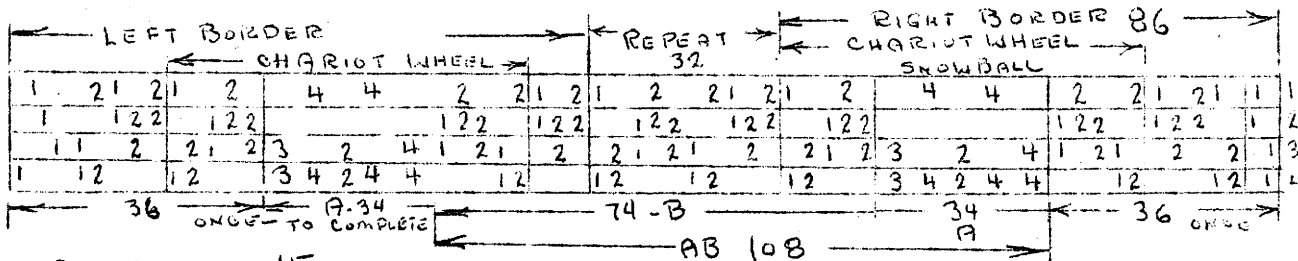 LEFT BORDER REPEAT RIGHT BORDER 86
CHARIOT WHEEL 32 CHARIOT WHEEL
SNOWBALL
1 2 1 2 1 2 4 4 2 2 1 2 1 2 2 1 2 1 2 4 4 2 2 1 2 1 1 1
1 1 2 2 1 2 2 1 2 2 1 2 2 1 2 2 1 2 2 1 2 2 1 2 2 1 2 2 1
1 1 2 2 1 2 3 2 4 1 2 1 2 2 1 2 1 2 2 1 2 3 2 4 1 2 1 2 2 1 3
1 1 2 1 2 3 4 2 4 4 1 2 1 2 1 2 1 2 3 4 2 4 4 1 2 1 2 1
36 A-34 74-B 34 36
ONCE-TO COMPLETE A ONCE
AB 108